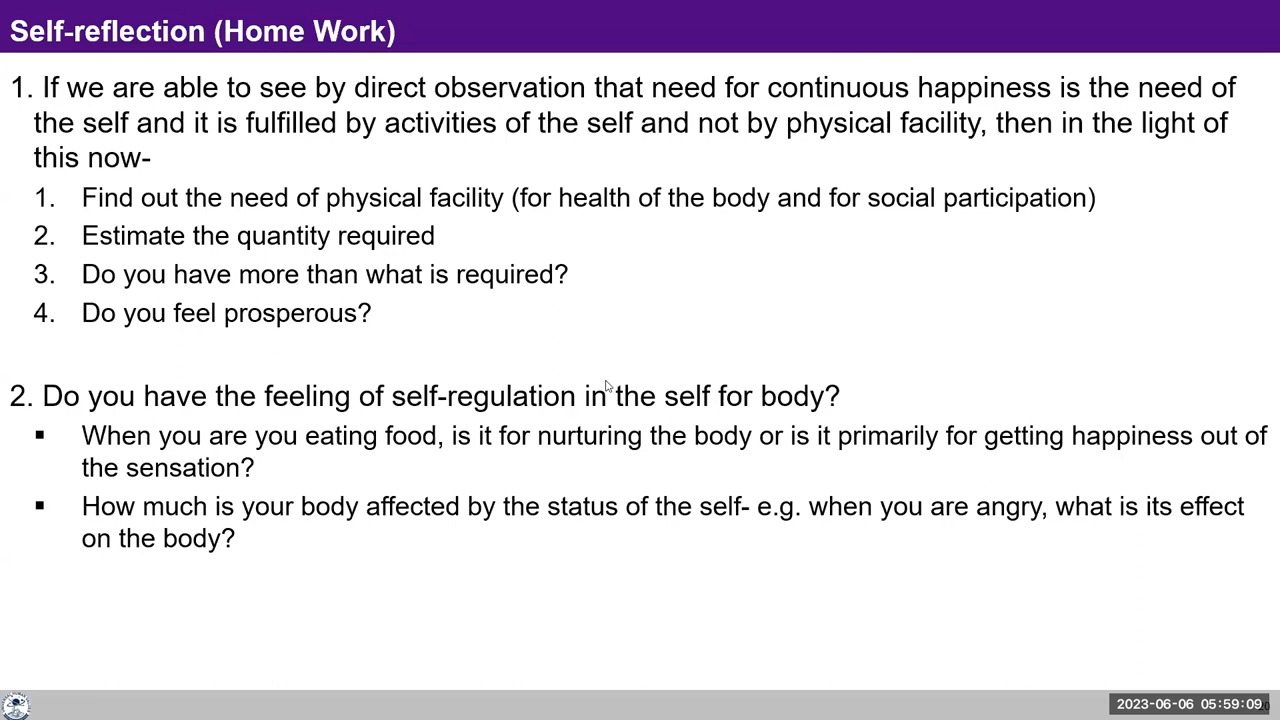 Self-reflection (Home Work)
1. If we are able to see by direct observation that need for continuous happiness is the need of
the self and it is fulfilled by activities of the self and not by physical facility, then in the light of
this now-
1. Find out the need of physical facility (for health of the body and for social participation)
2. Estimate the quantity required
3. Do you have more than what is required?
4. Do you feel prosperous?
2. Do you have the feeling of self-regulation in the self for body?
▪ When you are you eating food, is it for nurturing the body or is it primarily for getting happiness out of
the sensation?
▪ How much is your body affected by the status of the self- e.g. when you are angry, what is its effect
on the body?
2023-06-06 05:59:09